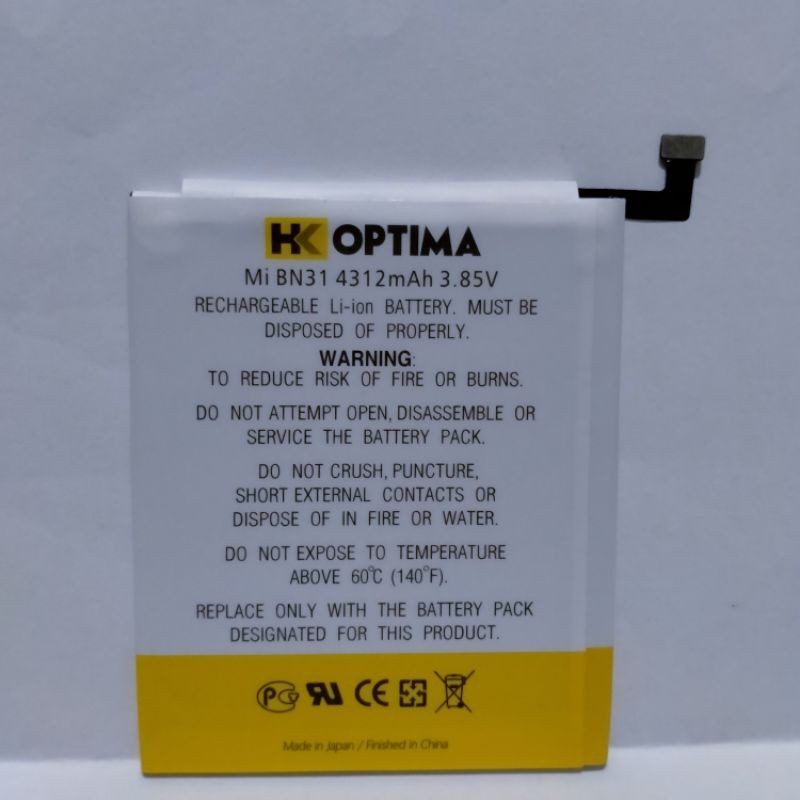 HK OPTIMA
Mi BN31 4312mAh 3.85V
RECHARGEABLE Li-ion BATTERY. MUST BE
DISPOSED OF PROPERLY.
WARNING:
TO REDUCE RISK OF FIRE OR BURNS.
DO NOT ATTEMPT OPEN, DISASSEMBLE OR
SERVICE THE BATTERY PACK.
DO NOT CRUSH, PUNCTURE,
SHORT EXTERNAL CONTACTS OR
DISPOSE OF IN FIRE OR WATER.
DO NOT EXPOSE TO TEMPERATURE
ABOVE 60°C (140°F).
REPLACE ONLY WITH THE BATTERY PACK
DESIGNATED FOR THIS PRODUCT.
PG RU CE
Made in Japan / Finished in China